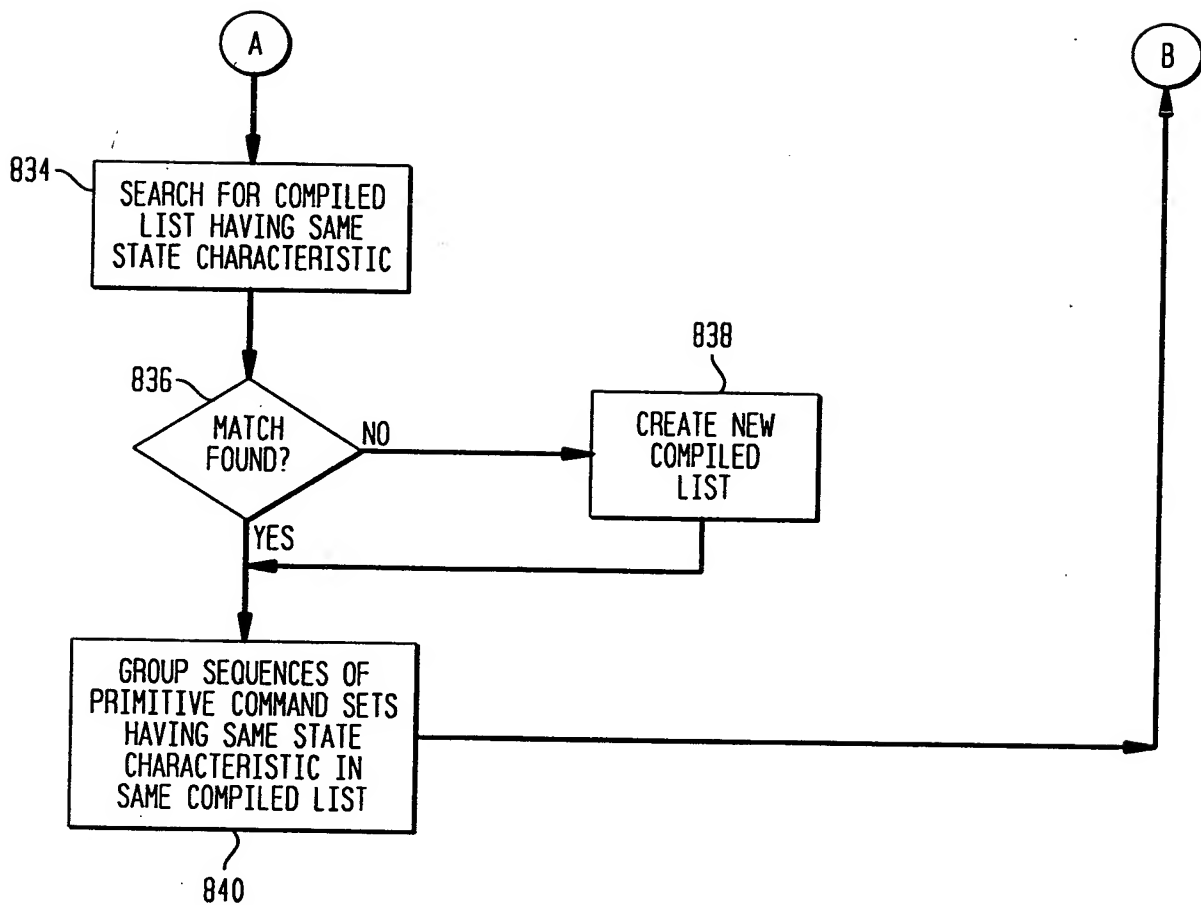 A
B
834
SEARCH FOR COMPILED
LIST HAVING SAME
STATE CHARACTERISTIC
836
MATCH
FOUND?
NO
838
CREATE NEW
COMPILED
LIST
YES
GROUP SEQUENCES OF
PRIMITIVE COMMAND SETS
HAVING SAME STATE
CHARACTERISTIC IN
SAME COMPILED LIST
840